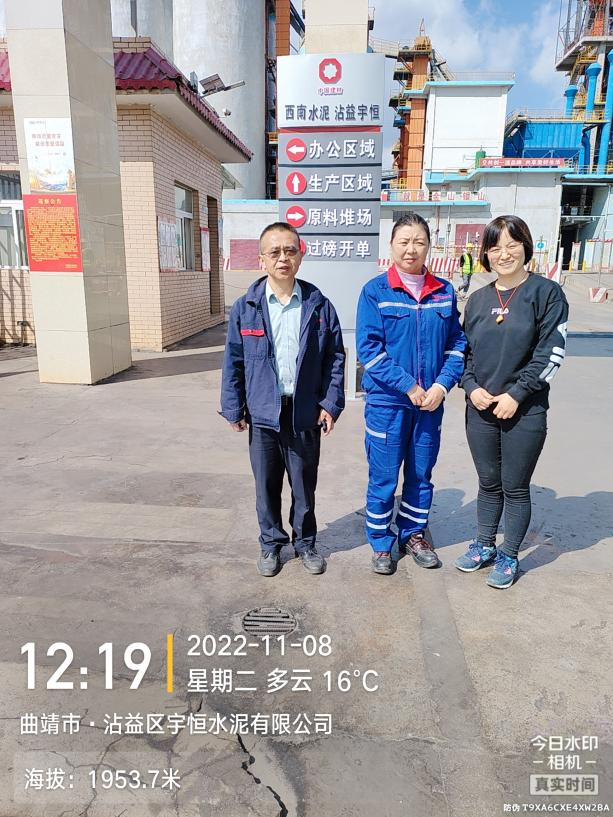 中国建材
西南水泥 沾益宇恒
办公区域
生产区域
原料堆场
过磅开单
FILA
12:19
2022-11-08
星期二 多云 16°C
曲靖市·沾益区宇恒水泥有限公司
海拔：1953.7米
今日水印
相机
真实时间
防伪 T9XA6CXE4XW2BA